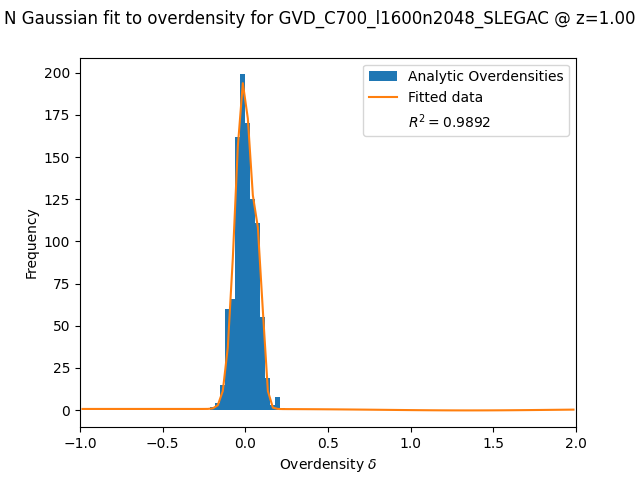 N Gaussian fit to overdensity for GVD_C700_l1600n2048_SLEGAC @ z=1.00
Analytic Overdensities
Fitted data
R² = 0.9892
Frequency
200
175
150
125
100
75
50
25
0
−1.0 −0.5 0.0 0.5 1.0 1.5 2.0
Overdensity δ